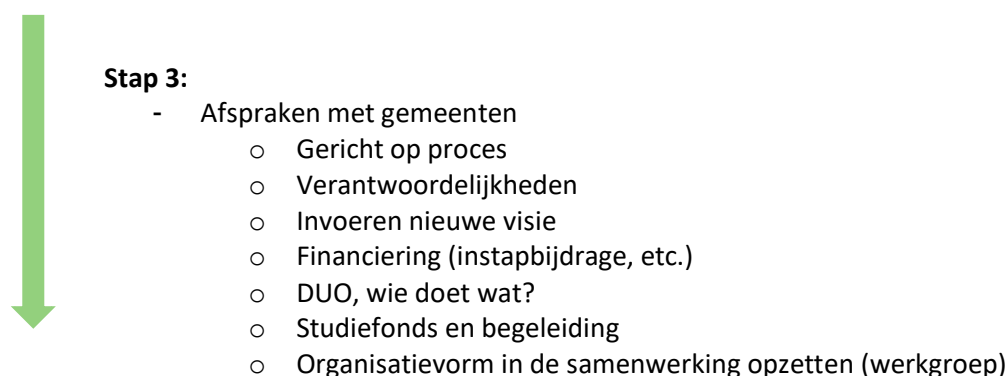 Stap 3:
- Afspraken met gemeenten
o Gericht op proces
o Verantwoordelijkheden
o Invoeren nieuwe visie
o Financiering (instapbijdrage, etc.)
o DUO, wie doet wat?
o Studiefonds en begeleiding
o Organisatievorm in de samenwerking opzetten (werkgroep)